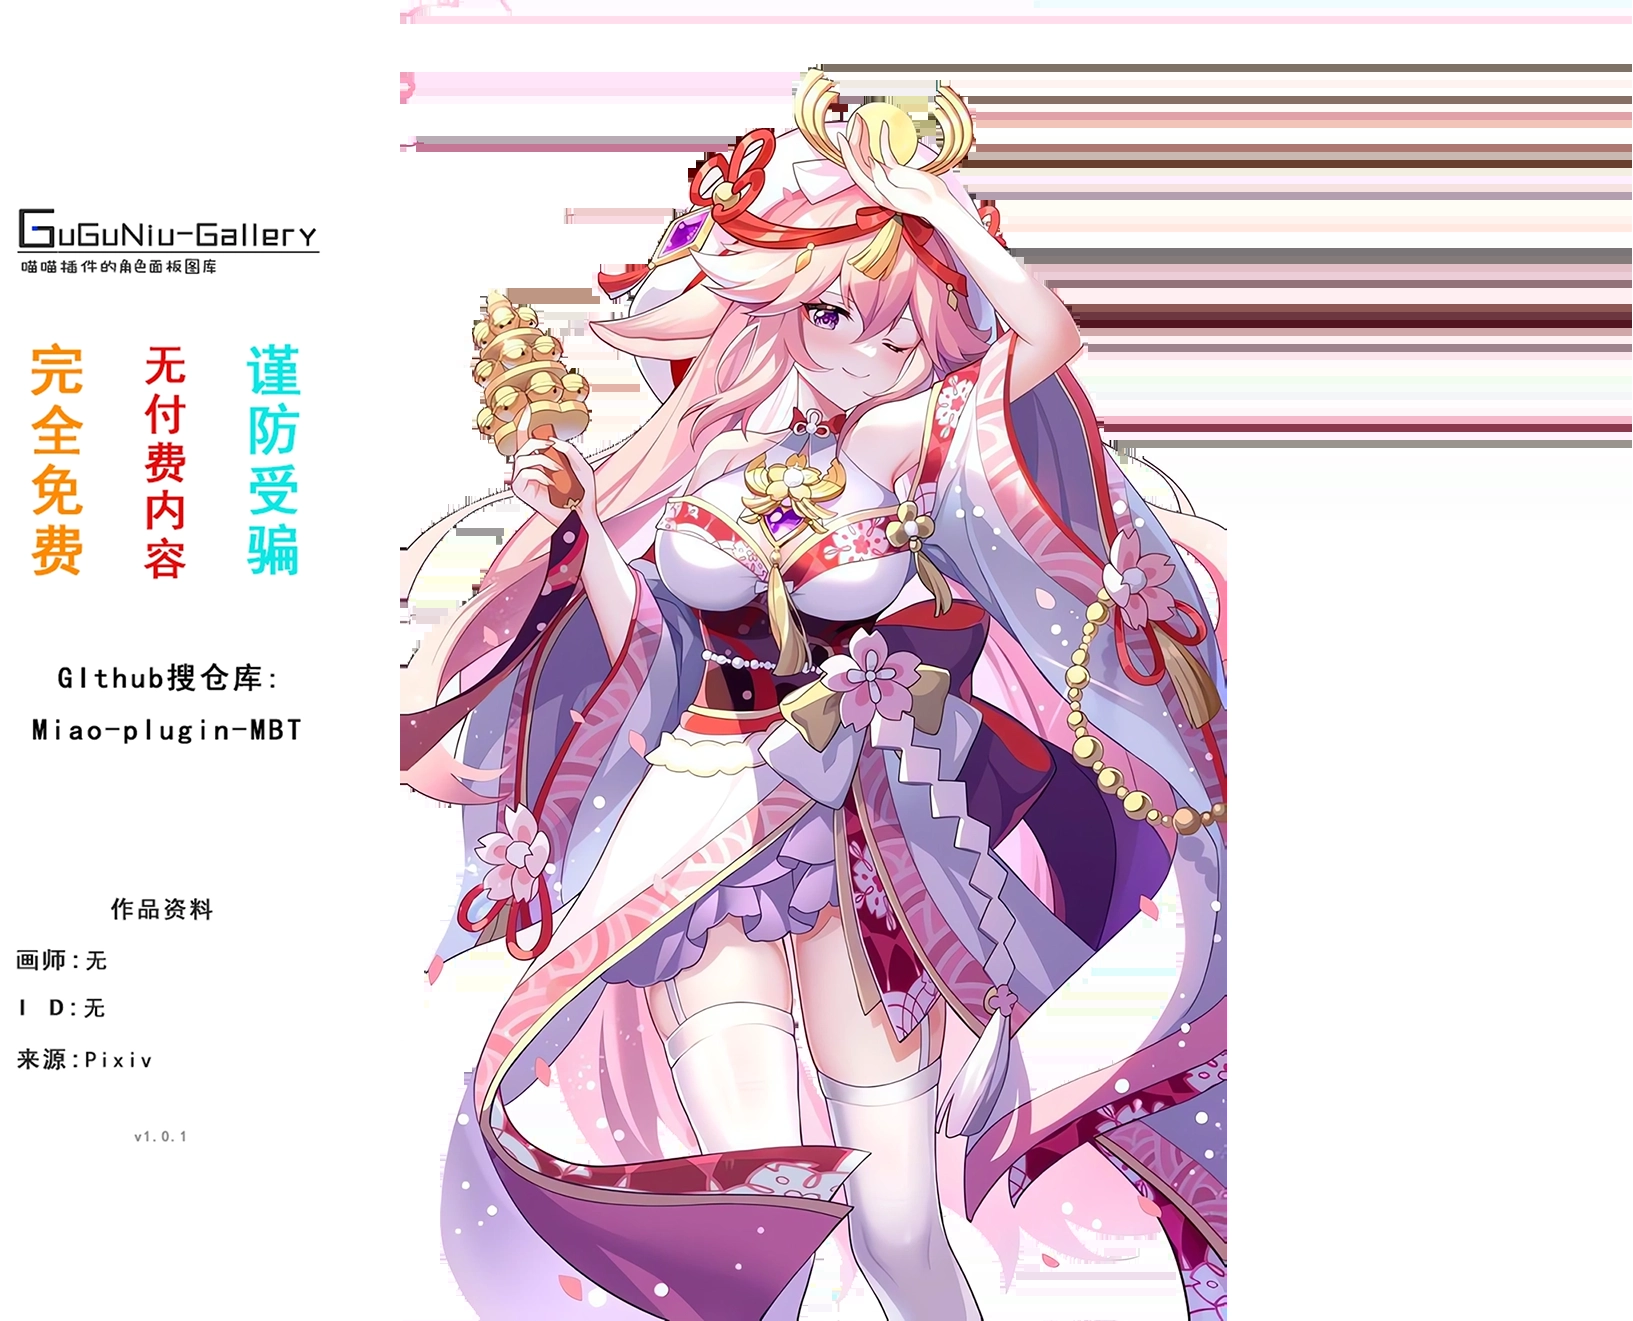 GuGuNiu-Gallery
喵喵插件的角色面板图库
完全免费
无付费内容
谨防受骗
GIthub搜仓库:
Miao-plugin-MBT
作品资料
画师:无
I D:无
来源:Pixiv
v1.0.1